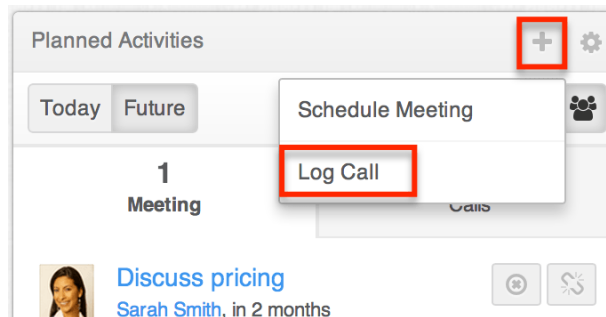 Planned Activities
Today Future
Schedule Meeting
Log Call
1
Meeting
Calls
Discuss pricing
Sarah Smith, in 2 months